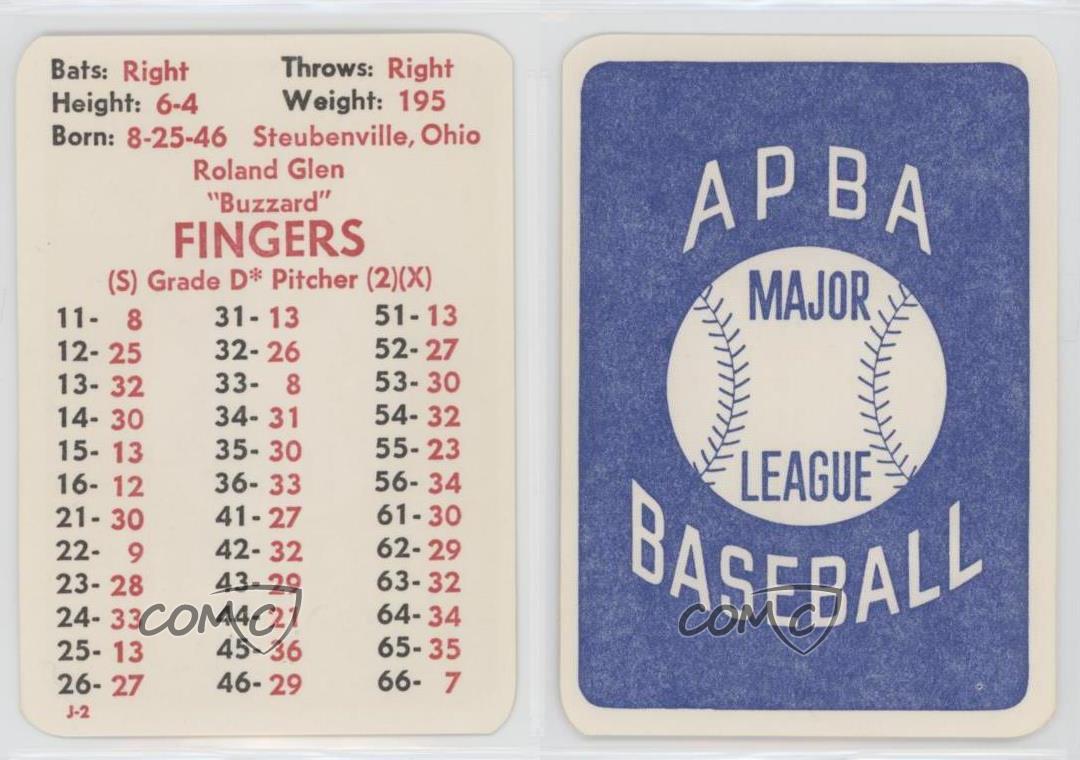 Bats: Right Throws: Right
Height: 6-4 Weight: 195
Born: 8-25-46 Steubenville, Ohio
Roland Glen
"Buzzard"
FINGERS
(S) Grade D* Pitcher (2)(X)
11- 8 31- 13 51- 13
12- 25 32- 26 52- 27
13- 32 33- 8 53- 30
14- 30 34- 31 54- 32
15- 13 35- 30 55- 23
16- 12 36- 33 56- 34
21- 30 41- 27 61- 30
22- 9 42- 32 62- 29
23- 28 43- 29 63- 32
24- 33 44- 21 64- 34
25- 13 45- 36 65- 35
26- 27 46- 29 66- 7
J-2
COMC
APBA
MAJOR
LEAGUE
BASEBALL
COMC